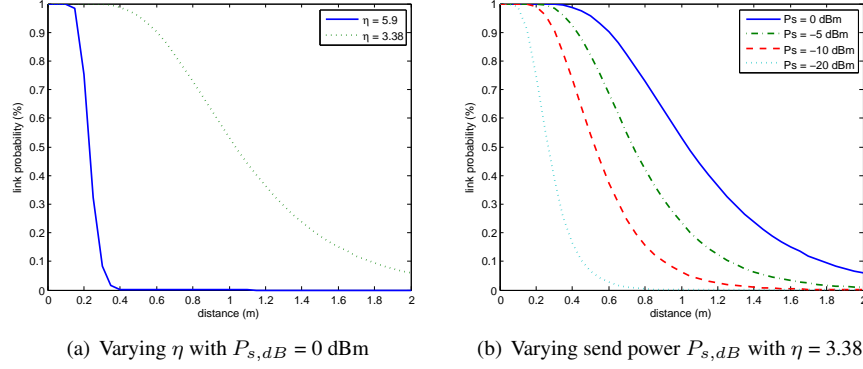 1
0.9
0.8
0.7
0.6
0.5
0.4
0.3
0.2
0.1
0
link probability (%)
0 0.2 0.4 0.6 0.8 1 1.2 1.4 1.6 1.8 2
distance (m)
η = 5.9
η = 3.38
(a) Varying η with P_{s,dB} = 0 dBm
1
0.9
0.8
0.7
0.6
0.5
0.4
0.3
0.2
0.1
0
link probability (%)
0 0.2 0.4 0.6 0.8 1 1.2 1.4 1.6 1.8 2
distance (m)
Ps = 0 dBm
Ps = −5 dBm
Ps = −10 dBm
Ps = −20 dBm
(b) Varying send power P_{s,dB} with η = 3.38